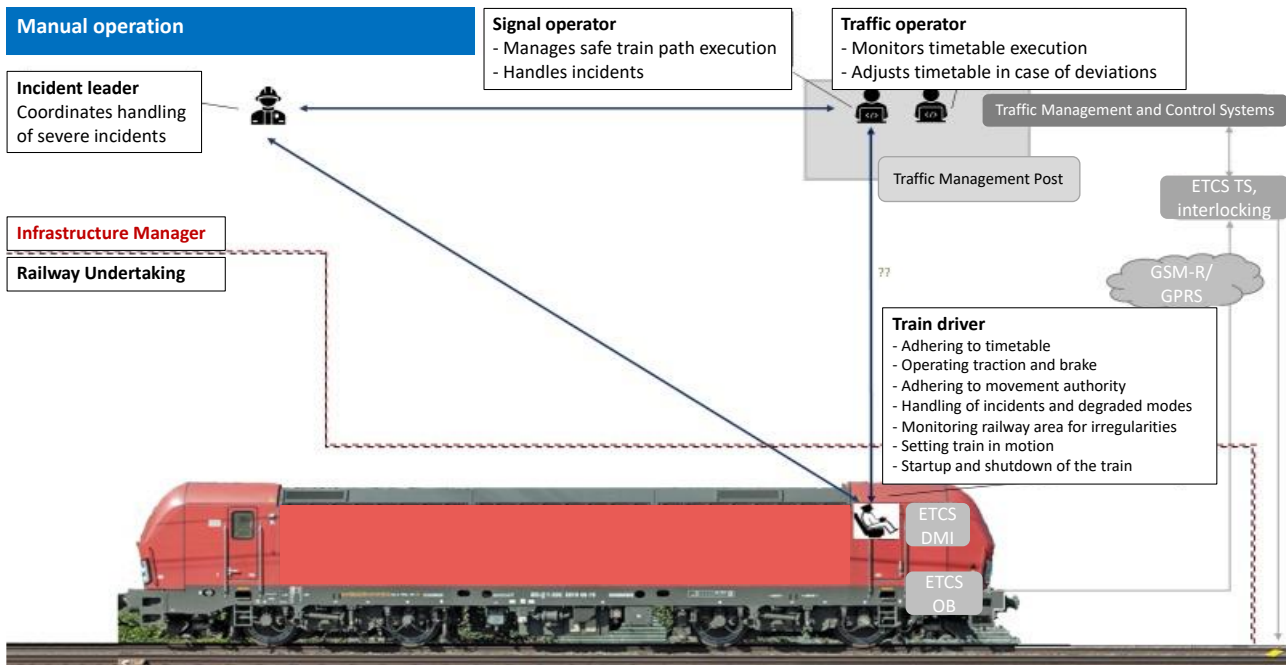 Manual operation
Signal operator
- Manages safe train path execution
- Handles incidents
Traffic operator
- Monitors timetable execution
- Adjusts timetable in case of deviations
Incident leader
Coordinates handling
of severe incidents
Traffic Management and Control Systems
Traffic Management Post
ETCS TS,
interlocking
Infrastructure Manager
Railway Undertaking
??
GSM-R/
GPRS
Train driver
- Adhering to timetable
- Operating traction and brake
- Adhering to movement authority
- Handling of incidents and degraded modes
- Monitoring railway area for irregularities
- Setting train in motion
- Startup and shutdown of the train
ETCS
DMI
ETCS
OB